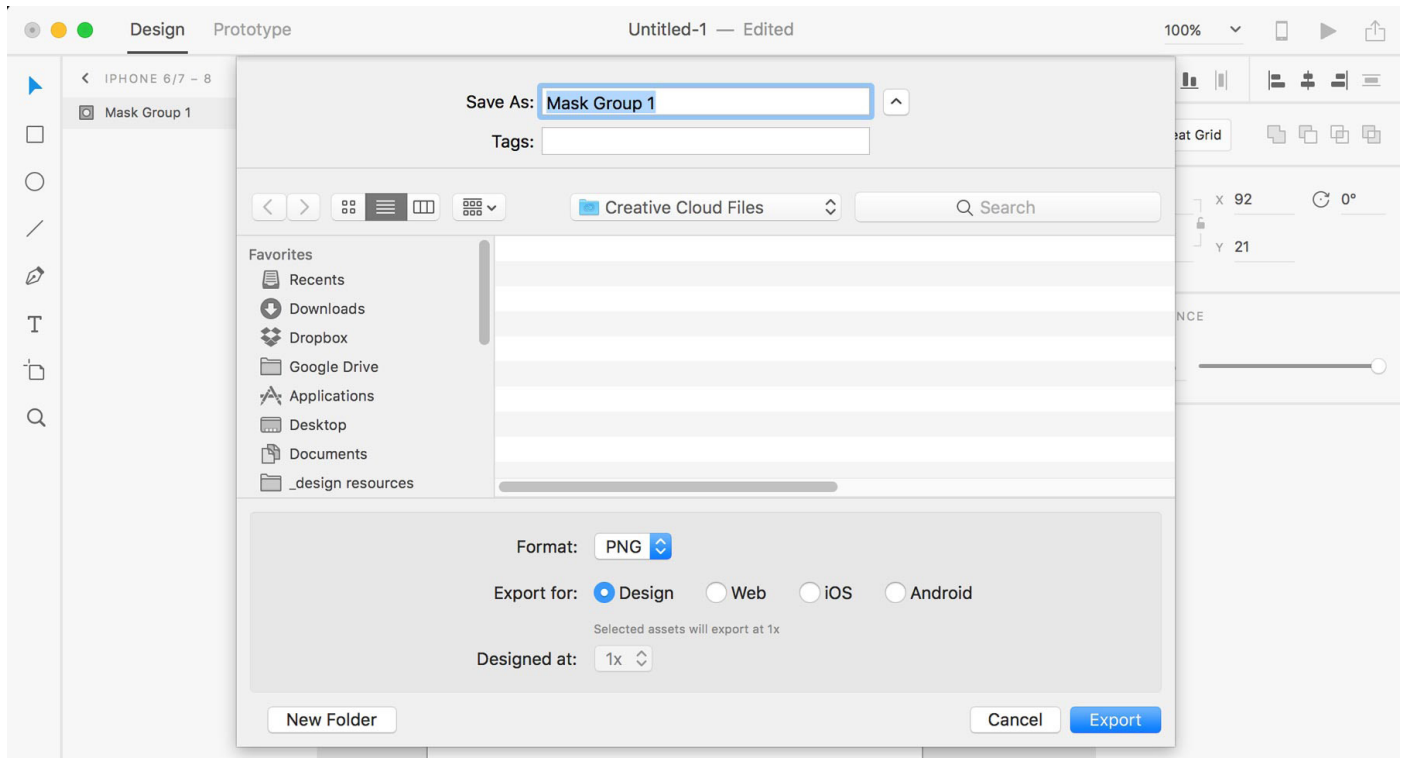 Design Prototype Untitled-1 — Edited 100%
< IPHONE 6/7 – 8
Mask Group 1
Save As: Mask Group 1
Tags:
eat Grid
Creative Cloud Files
Search
X 92 0°
Y 21
Favorites
Recents
Downloads
Dropbox
Google Drive
Applications
Desktop
Documents
_design resources
NCE
T
Format: PNG
Export for: Design Web iOS Android
Selected assets will export at 1x
Designed at: 1x
New Folder Cancel Export